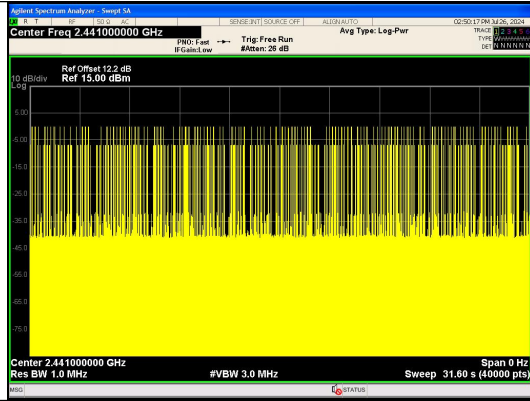 Agilent Spectrum Analyzer - Swept SA
R T RF 50 Ω AC SENSE:INT SOURCE OFF ALIGN AUTO 02:50:17 PM Jul 26, 2024
Center Freq 2.441000000 GHz
PNO: Fast
IFGain:Low
Trig: Free Run
#Atten: 26 dB
Avg Type: Log-Pwr
TRACE 1 2 3 4 5 6
TYPE
DET N N N N N N
Ref Offset 12.2 dB
10 dB/div Ref 15.00 dBm
Log
5.00
-5.00
-15.0
-25.0
-35.0
-45.0
-55.0
-65.0
-75.0
Center 2.441000000 GHz Span 0 Hz
Res BW 1.0 MHz #VBW 3.0 MHz Sweep 31.60 s (40000 pts)
MSG STATUS